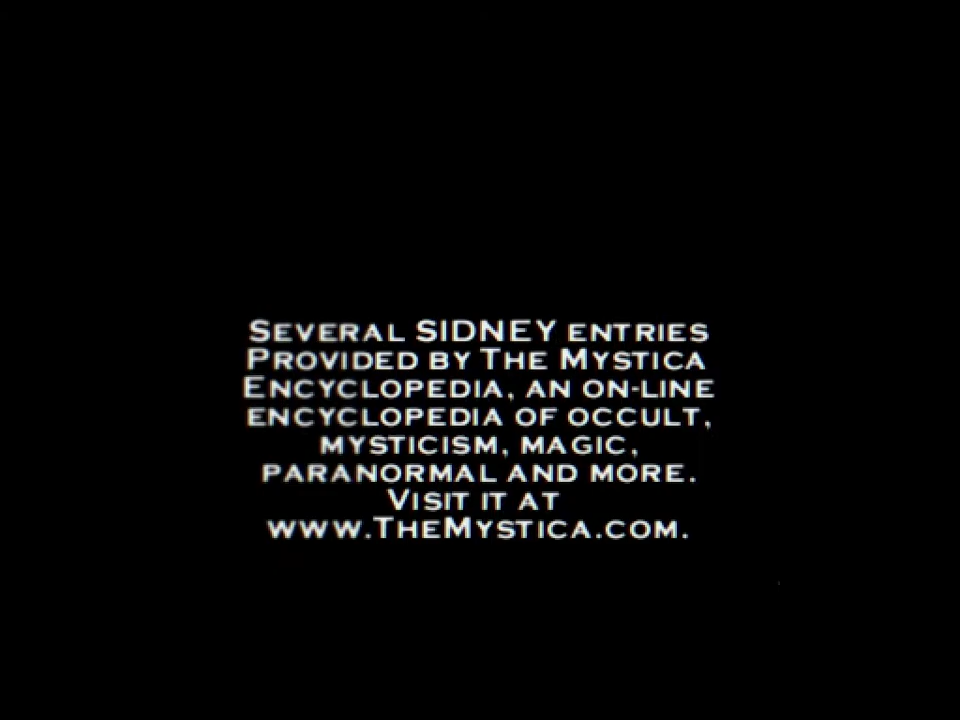 Several SIDNEY entries
Provided by The Mystica
Encyclopedia, an on-line
encyclopedia of occult,
mysticism, magic,
paranormal and more.
Visit it at
www.TheMystica.com.